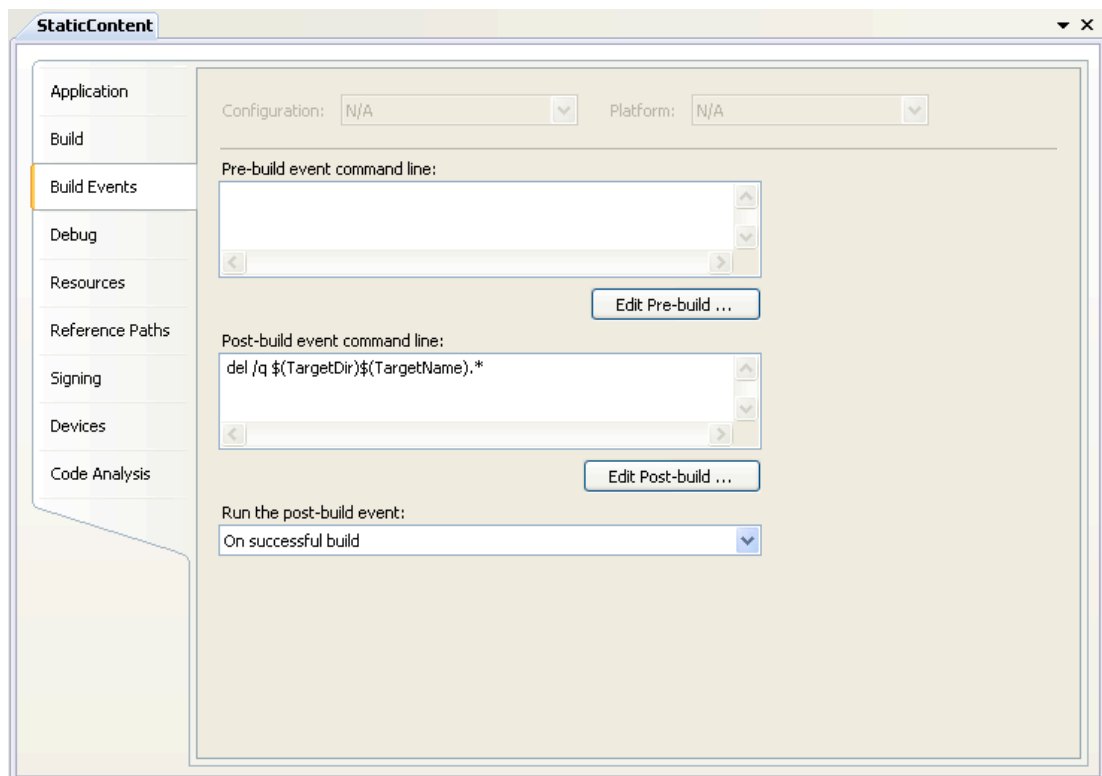 StaticContent
Application
Build
Build Events
Debug
Resources
Reference Paths
Signing
Devices
Code Analysis
Configuration: N/A Platform: N/A
Pre-build event command line:
Edit Pre-build ...
Post-build event command line:
del /q $(TargetDir)$(TargetName).*
Edit Post-build ...
Run the post-build event:
On successful build